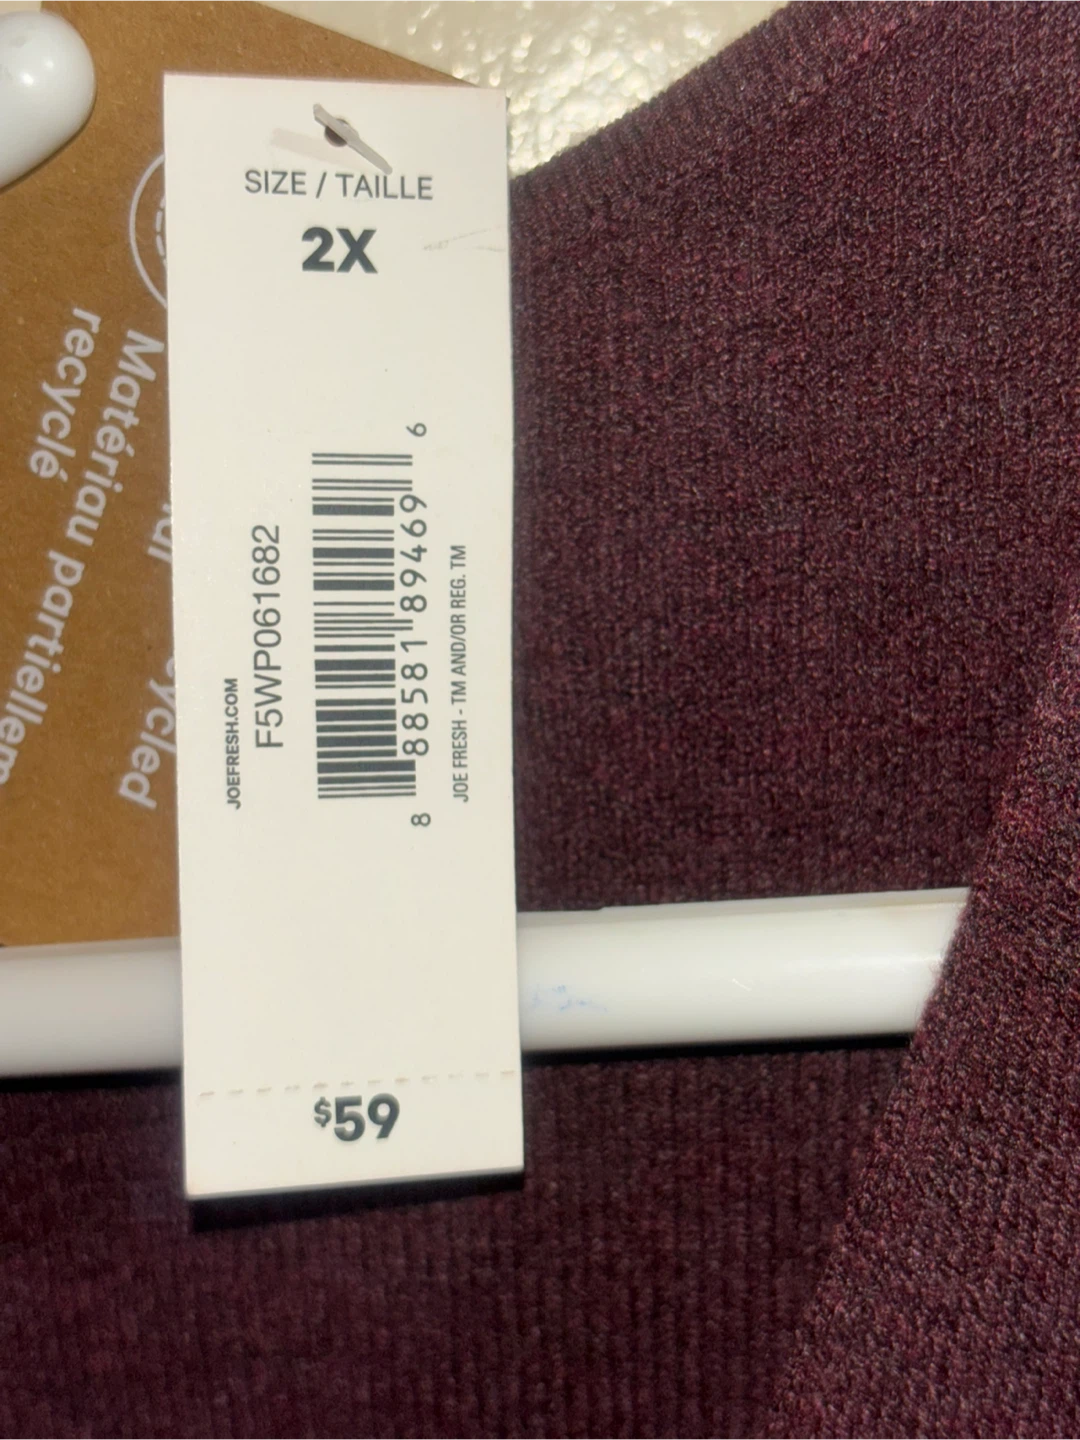 SIZE / TAILLE
2X
JOEFRESH.COM
F5WP061682
8 88581 89469 6
JOE FRESH - TM AND/OR REG. TM
$59
Matériau partiellem
recyclé